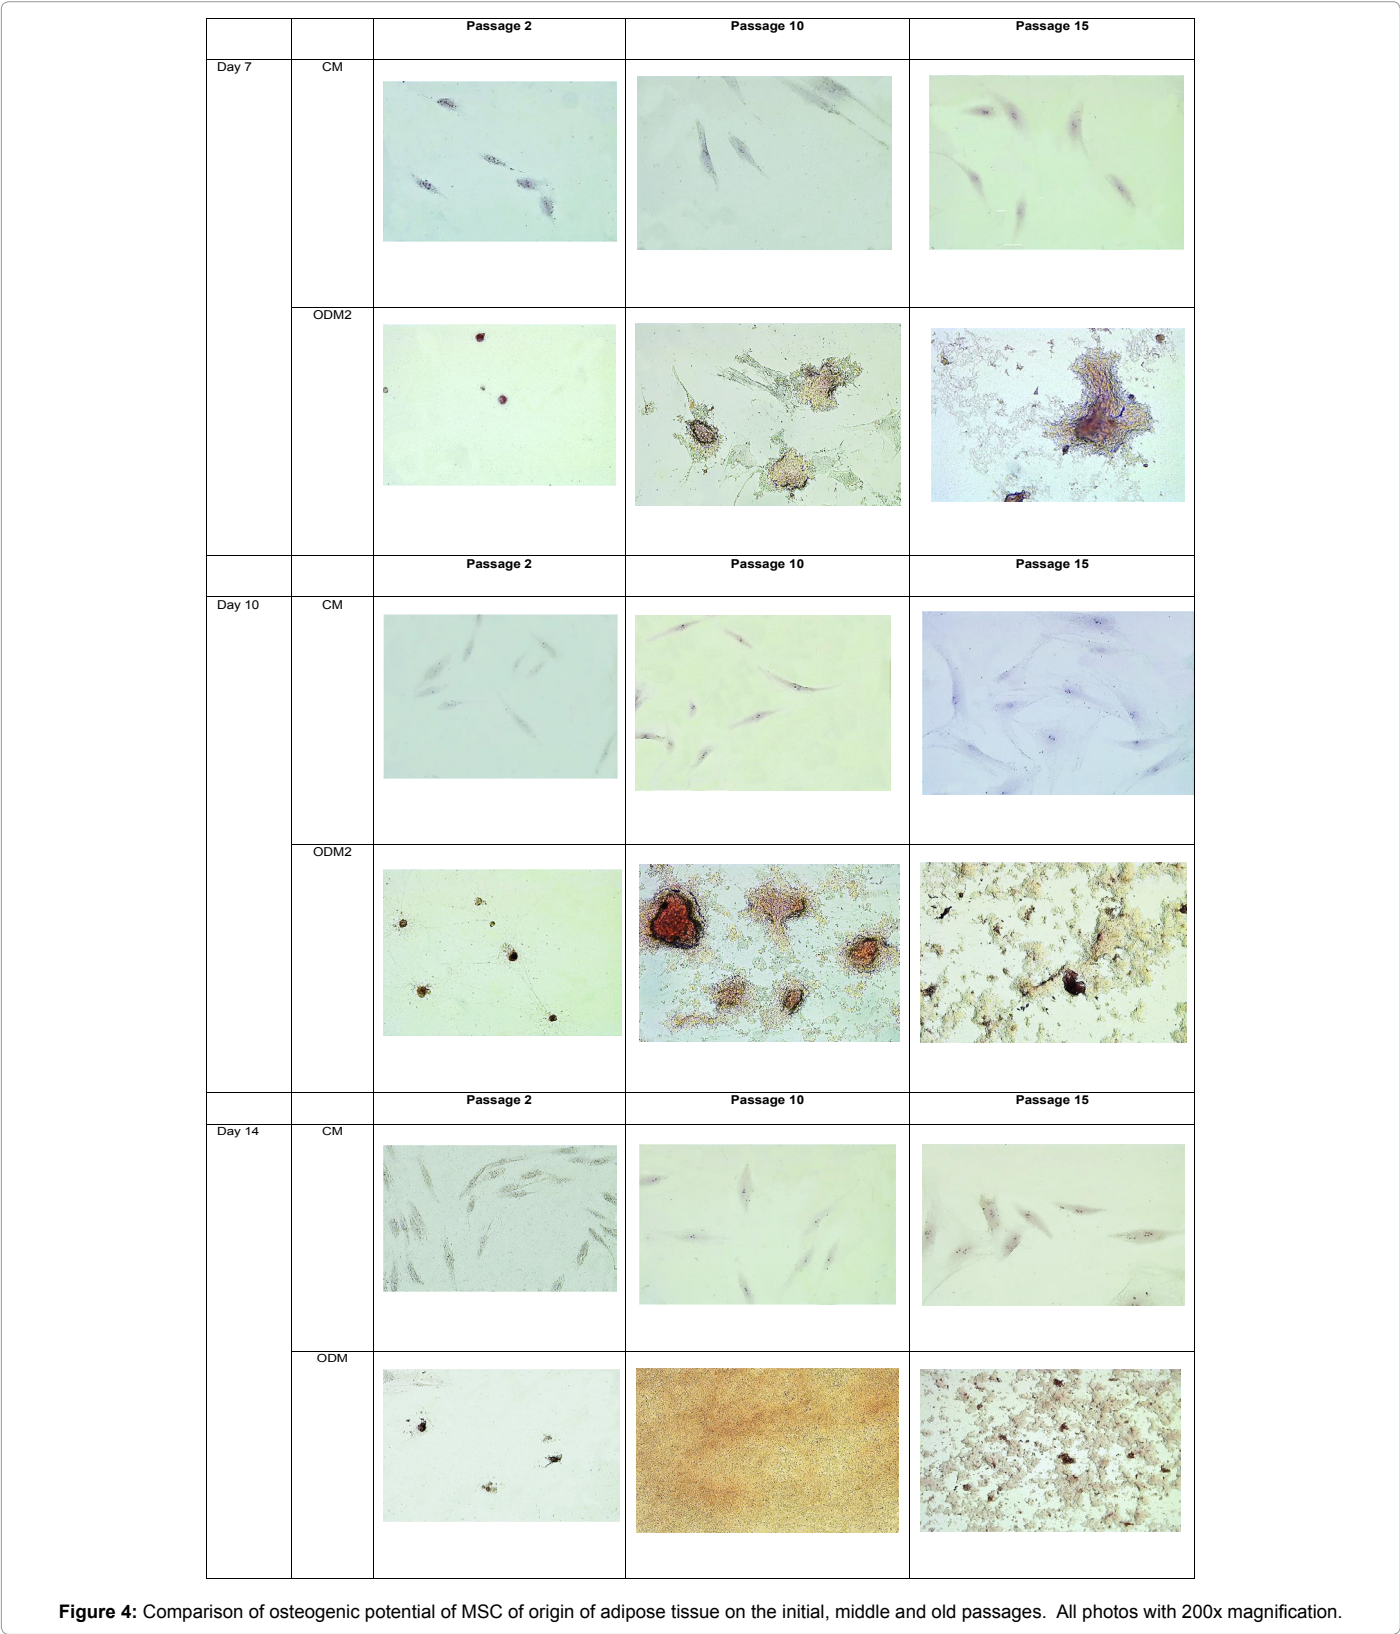 Passage 2 Passage 10 Passage 15
Day 7 CM
ODM2
Passage 2 Passage 10 Passage 15
Day 10 CM
ODM2
Passage 2 Passage 10 Passage 15
Day 14 CM
ODM
Figure 4: Comparison of osteogenic potential of MSC of origin of adipose tissue on the initial, middle and old passages. All photos with 200x magnification.